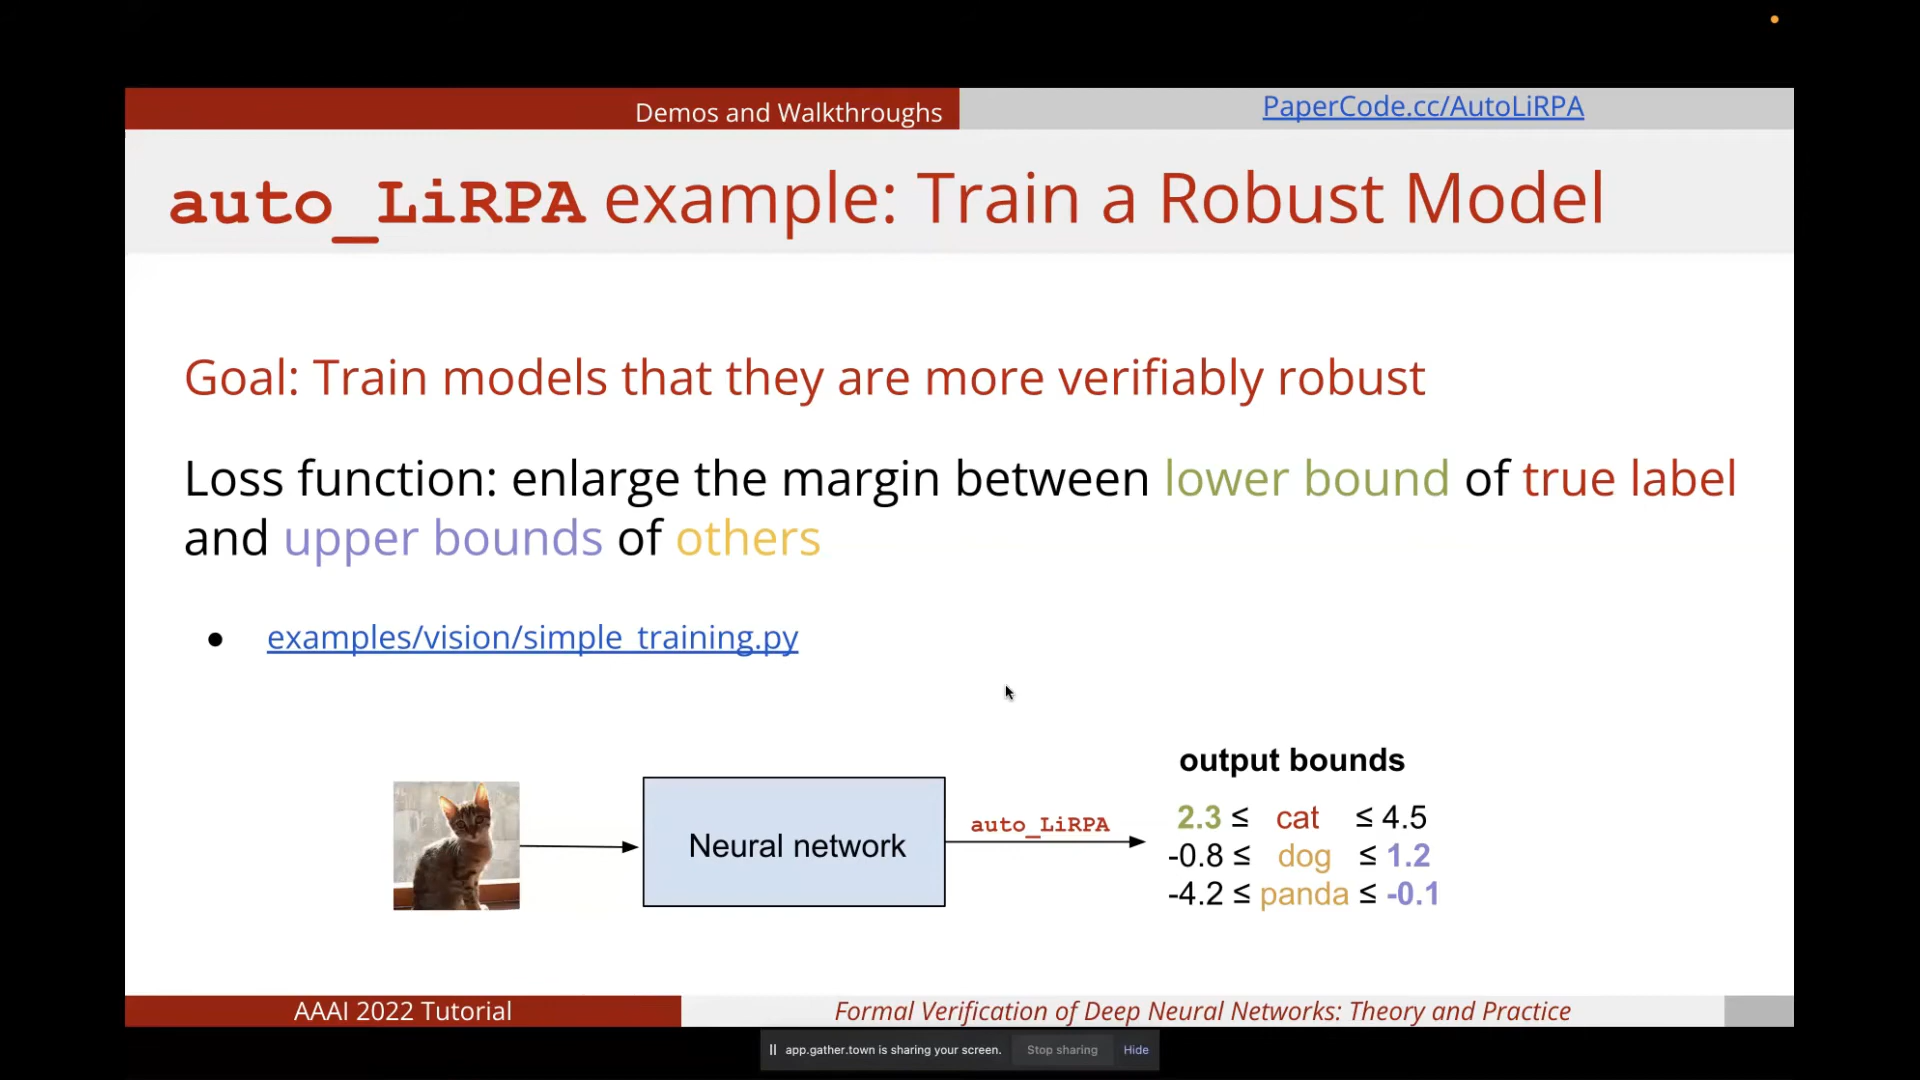 Demos and Walkthroughs
PaperCode.cc/AutoLiRPA
auto_LiRPA example: Train a Robust Model
Goal: Train models that they are more verifiably robust
Loss function: enlarge the margin between lower bound of true label
and upper bounds of others
● examples/vision/simple_training.py
output bounds
Neural network
auto_LiRPA
2.3 ≤ cat ≤ 4.5
-0.8 ≤ dog ≤ 1.2
-4.2 ≤ panda ≤ -0.1
AAAI 2022 Tutorial
Formal Verification of Deep Neural Networks: Theory and Practice
app.gather.town is sharing your screen.
Stop sharing
Hide